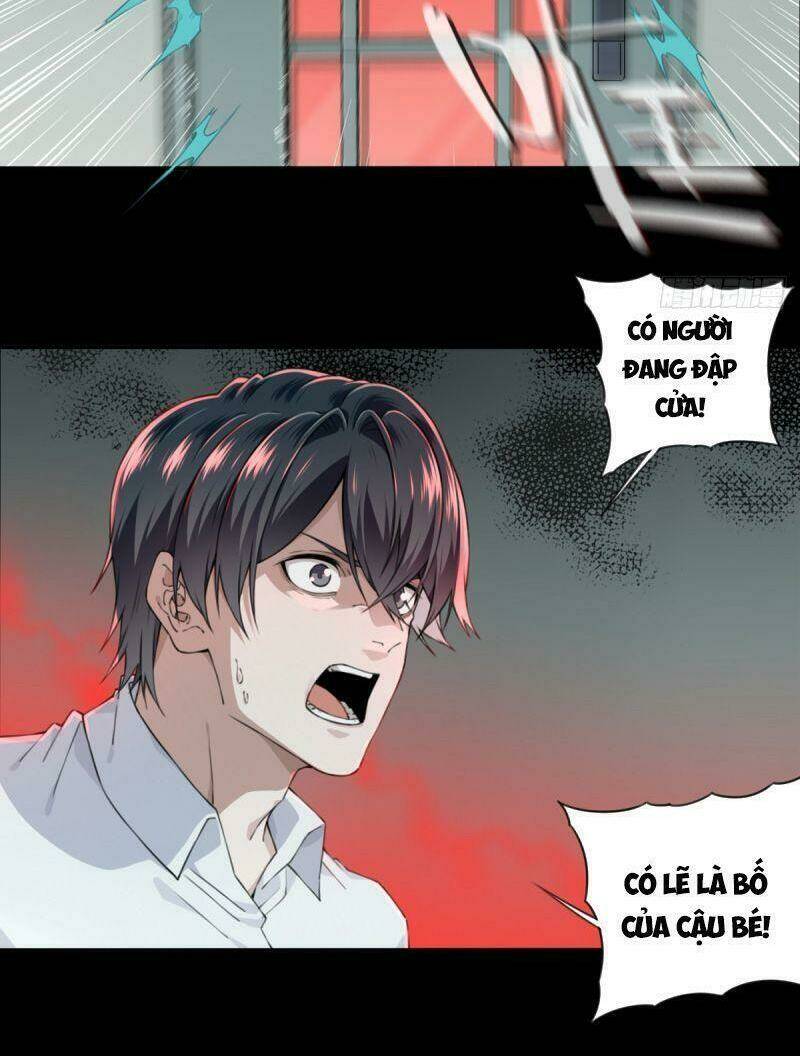 CÓ NGƯỜI
ĐANG ĐẬP
CỬA!
CÓ LẼ LÀ BỐ
CỦA CẬU BÉ!